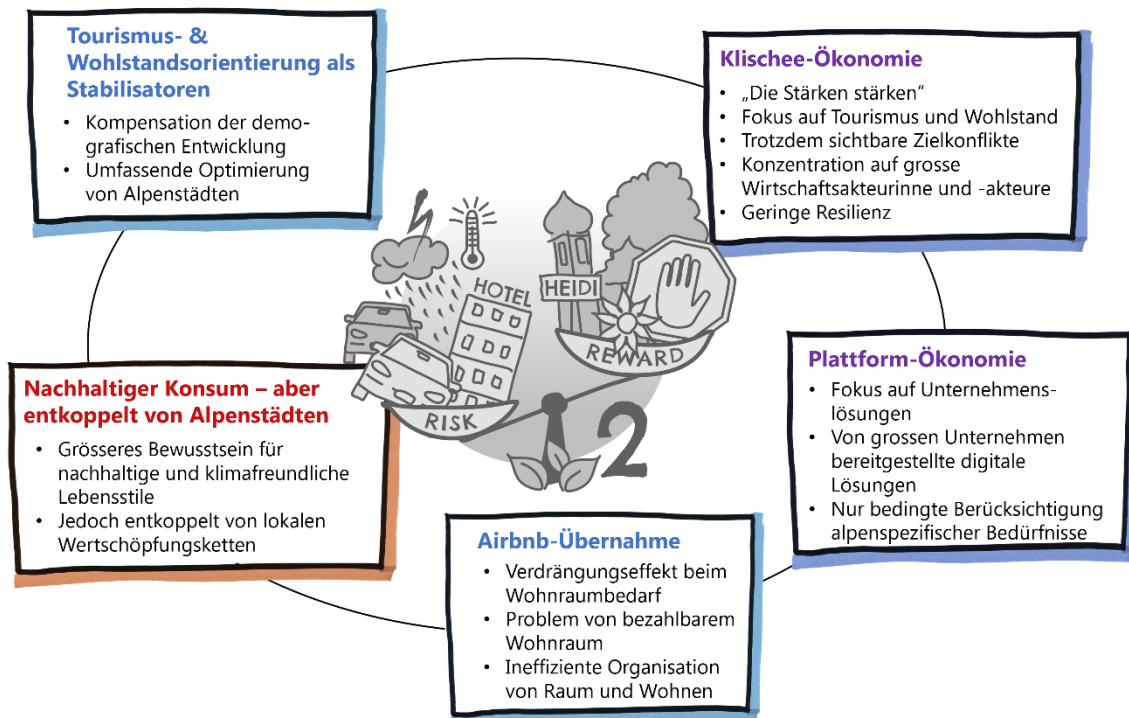 Tourismus- &
Wohlstandsorientierung als
Stabilisatoren
• Kompensation der demo-
grafischen Entwicklung
• Umfassende Optimierung
von Alpenstädten
Klischee-Ökonomie
• „Die Stärken stärken“
• Fokus auf Tourismus und Wohlstand
• Trotzdem sichtbare Zielkonflikte
• Konzentration auf grosse
Wirtschaftsakteurinne und -akteure
• Geringe Resilienz
HOTEL
HEIDI
REWARD
RISK
2
Nachhaltiger Konsum – aber
entkoppelt von Alpenstädten
• Grösseres Bewusstsein für
nachhaltige und klimafreundliche
Lebensstile
• Jedoch entkoppelt von lokalen
Wertschöpfungsketten
Plattform-Ökonomie
• Fokus auf Unternehmens-
lösungen
• Von grossen Unternehmen
bereitgestellte digitale
Lösungen
• Nur bedingte Berücksichtigung
alpenspezifischer Bedürfnisse
Airbnb-Übernahme
• Verdrängungseffekt beim
Wohnraumbedarf
• Problem von bezahlbarem
Wohnraum
• Ineffiziente Organisation
von Raum und Wohnen